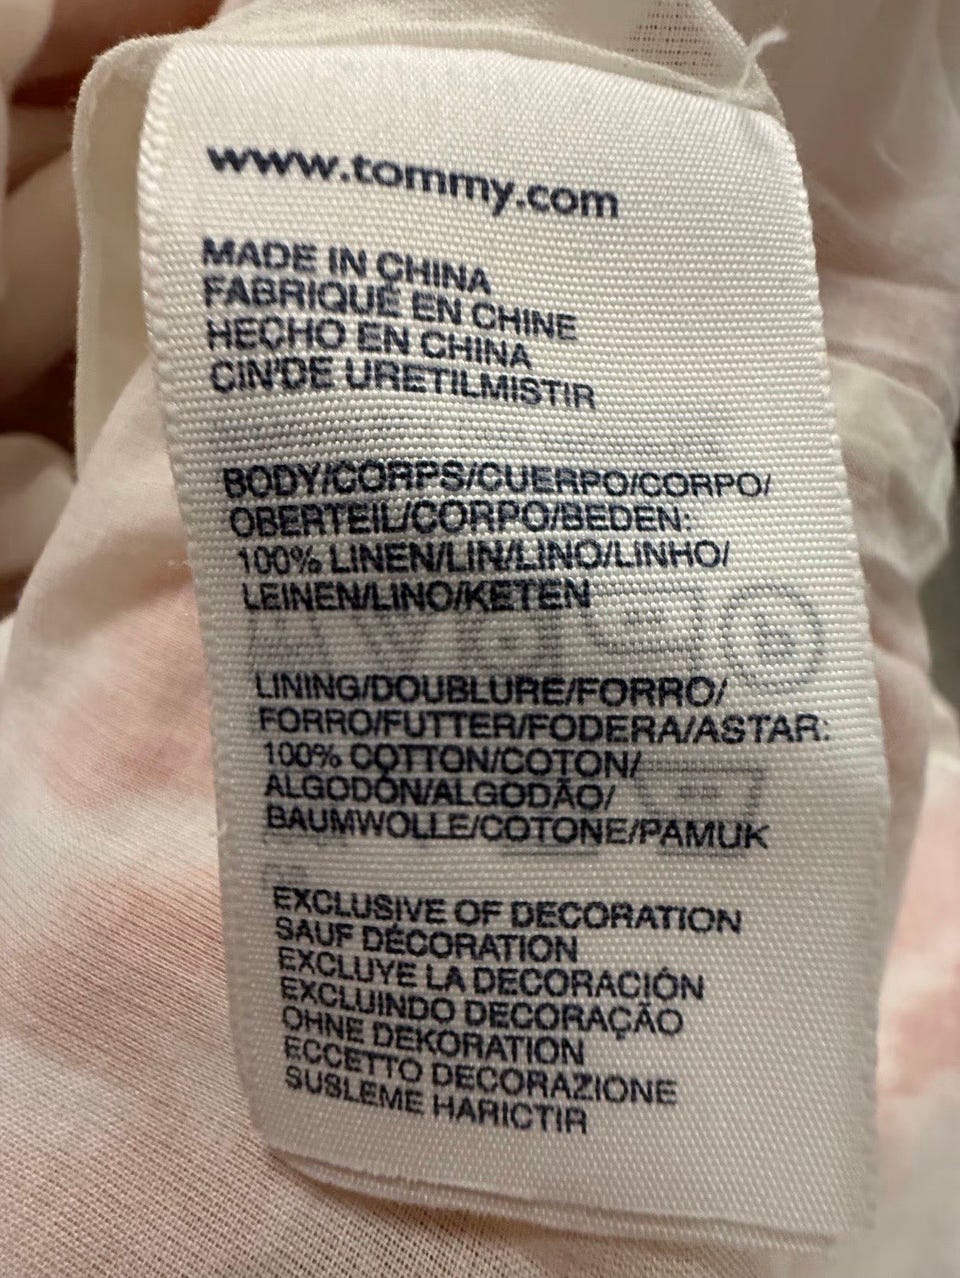 www.tommy.com
MADE IN CHINA
FABRIQUÉ EN CHINE
HECHO EN CHINA
CIN'DE URETILMISTIR
BODY/CORPS/CUERPO/CORPO/
OBERTEIL/CORPO/BEDEN:
100% LINEN/LIN/LINO/LINHO/
LEINEN/LINO/KETEN
LINING/DOUBLURE/FORRO/
FORRO/FUTTER/FODERA/ASTAR:
100% COTTON/COTON/
ALGODÓN/ALGODÃO/
BAUMWOLLE/COTONE/PAMUK
EXCLUSIVE OF DECORATION
SAUF DÉCORATION
EXCLUYE LA DECORACIÓN
EXCLUINDO DECORAÇÃO
OHNE DEKORATION
ECCETTO DECORAZIONE
SUSLEME HARICTIR